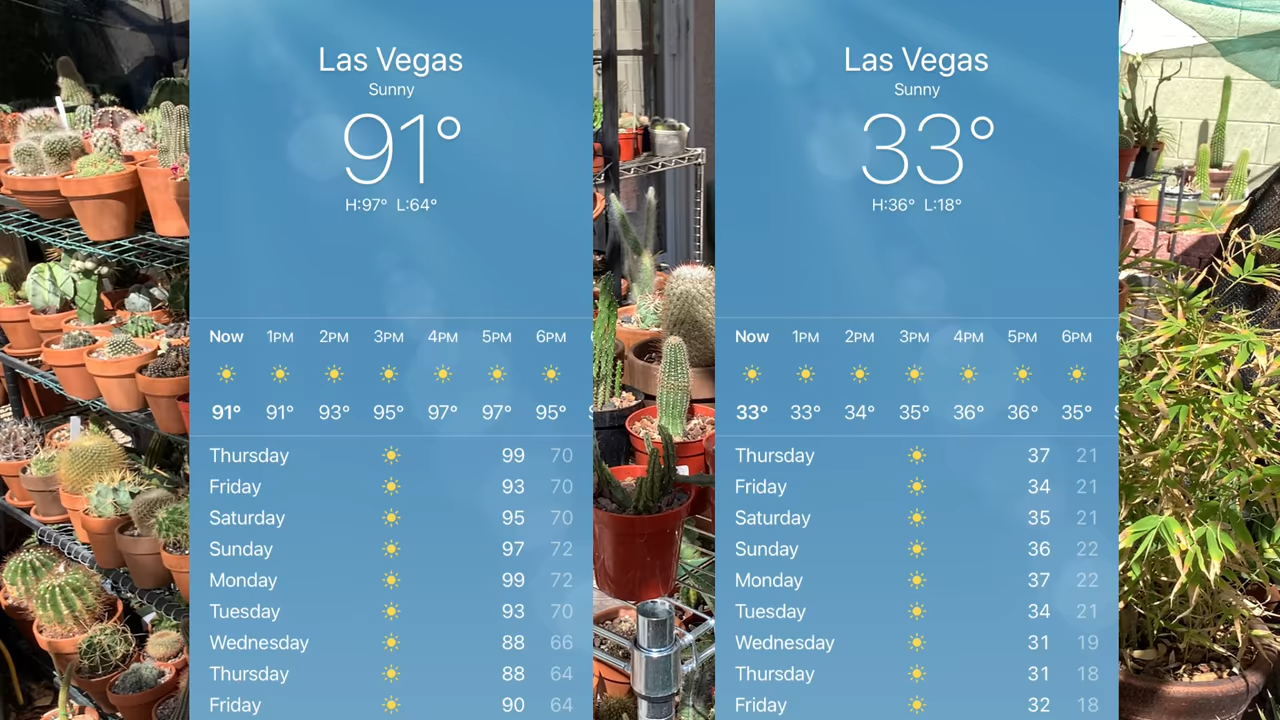 Las Vegas
Sunny
91°
H:97° L:64°
Now 1PM 2PM 3PM 4PM 5PM 6PM
91° 91° 93° 95° 97° 97° 95°
Thursday 99 70
Friday 93 70
Saturday 95 70
Sunday 97 72
Monday 99 72
Tuesday 93 70
Wednesday 88 66
Thursday 88 64
Friday 90 64
Las Vegas
Sunny
33°
H:36° L:18°
Now 1PM 2PM 3PM 4PM 5PM 6PM
33° 33° 34° 35° 36° 36° 35°
Thursday 37 21
Friday 34 21
Saturday 35 21
Sunday 36 22
Monday 37 22
Tuesday 34 21
Wednesday 31 19
Thursday 31 18
Friday 32 18